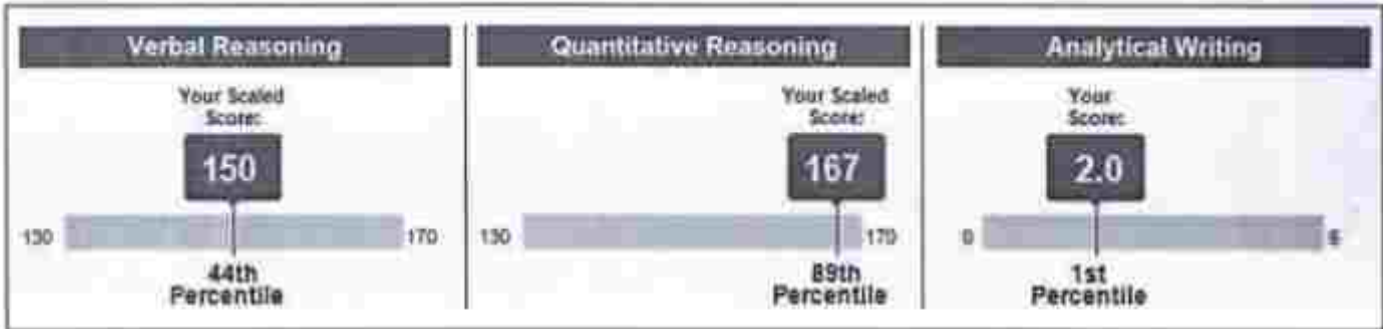 Verbal Reasoning
Your Scaled
Score:
150
130
170
44th
Percentile
Quantitative Reasoning
Your Scaled
Score:
167
130
170
89th
Percentile
Analytical Writing
Your
Score:
2.0
0
6
1st
Percentile